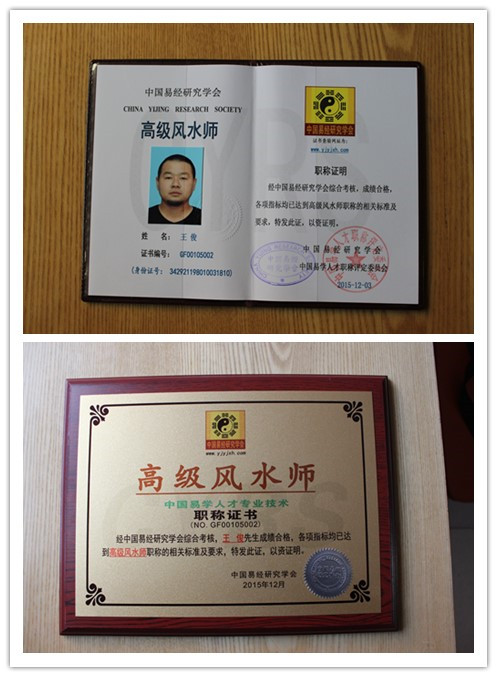 中国易经研究学会
CHINA YIJING RESEARCH SOCIETY
高级风水师
姓 名： 王 俊
证书编号： GF00105002
(身份证号： 342921198010031810)
中国易经研究学会
证书查联网证书：
www.yjyjxh.com
职称证明
经中国易经研究学会综合考核，成绩合格，
各项指标均已达到高级风水师职称的相关标准及
要求，特发此证，以资证明。
中国易经研究学会
中国易学人才职称评定委员会
2015-12-03
中国易经研究学会
www.yjyjxh.com
高级风水师
中国易学人才专业技术
职称证书
(NO. GF00105002)
经中国易经研究学会综合考核，王 俊先生成绩合格，各项指标均已达
到高级风水师职称的相关标准及要求，特发此证，以资证明。
中国易经研究学会
2015年12月